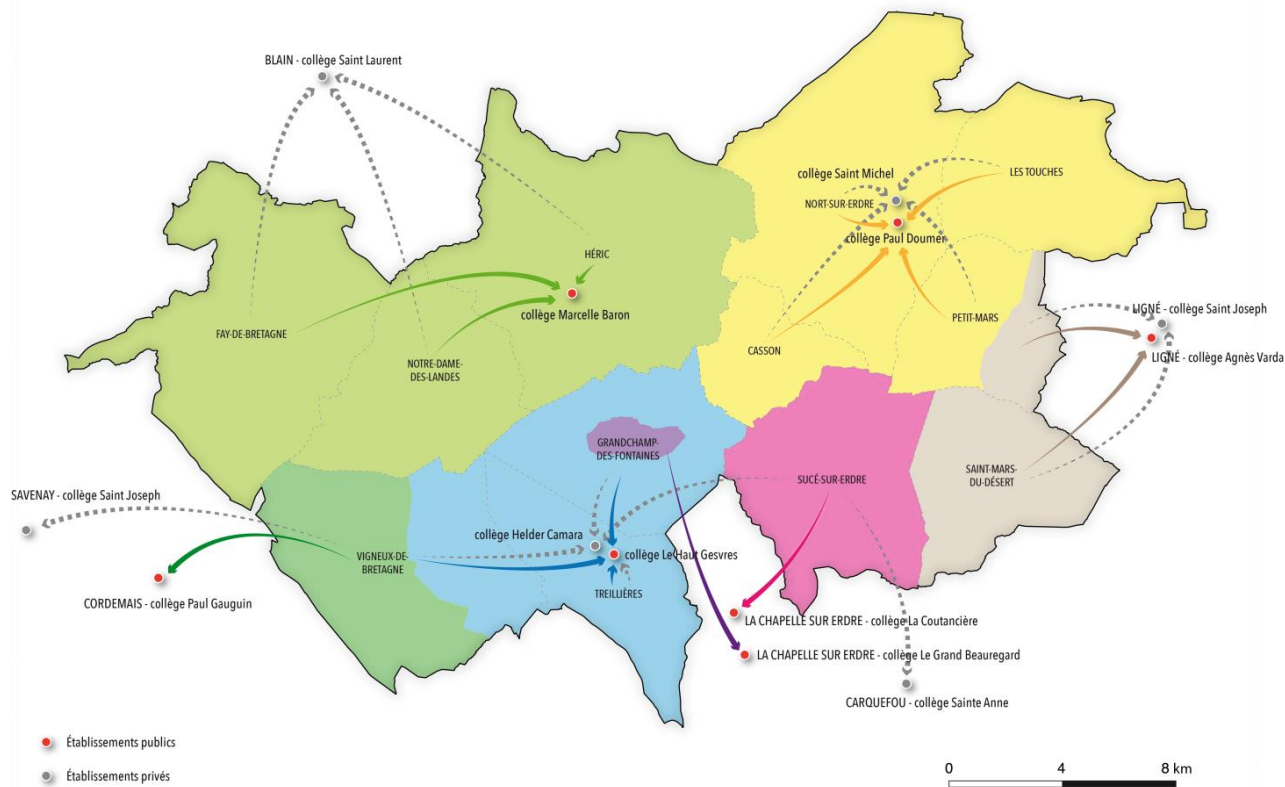 BLAIN - collège Saint Laurent
collège Saint Michel
LES TOUCHES
NORT-SUR-ERDRE
collège Paul Doumer
HÉRIC
collège Marcelle Baron
FAY-DE-BRETAGNE
NOTRE-DAME-
DES-LANDES
CASSON
PETIT-MARS
LIGNÉ - collège Saint Joseph
LIGNÉ - collège Agnès Varda
GRANDCHAMP-
DES-FONTAINES
SUCÉ-SUR-ERDRE
SAINT-MARS-
DU-DÉSERT
SAVENAY - collège Saint Joseph
collège Helder Camara
VIGNEUX-DE-
BRETAGNE
collège Le Haut Gesvres
TREILLIÈRES
CORDEMAIS - collège Paul Gauguin
LA CHAPELLE SUR ERDRE - collège La Coutancière
LA CHAPELLE SUR ERDRE - collège Le Grand Beauregard
CARQUEFOU - collège Sainte Anne
Établissements publics
Établissements privés
0 4 8 km